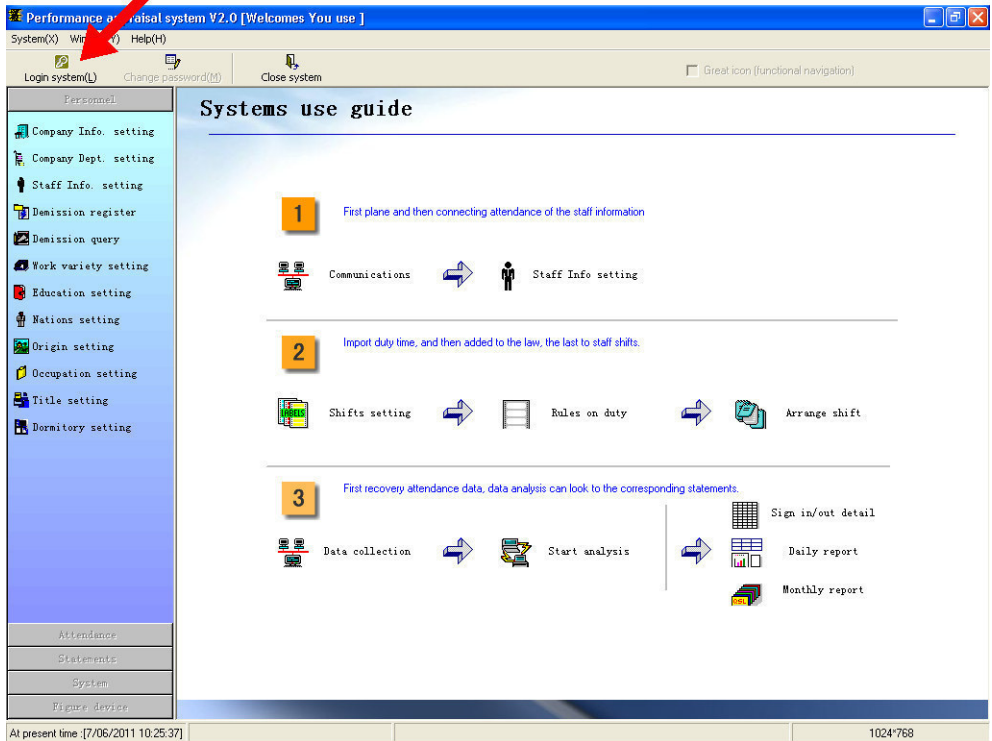 Performance appraisal system V2.0 [Welcomes You use ]
System(X) Help(H)
Login system(L) Change password(M) Close system Great icon (functional navigation)
Personnel
Company Info. setting
Company Dept. setting
Staff Info. setting
Demission register
Demission query
Work variety setting
Education setting
Nations setting
Origin setting
Occupation setting
Title setting
Dormitory setting
Attendance
Statements
System
Figure device
Systems use guide
1 First plane and then connecting attendance of the staff information
Communications Staff Info setting
2 Import duty time, and then added to the law, the last to staff shifts.
LABELS Shifts setting Rules on duty Arrange shift
3 First recovery attendance data, data analysis can look to the corresponding statements.
Data collection Start analysis
Sign in/out detail
Daily report
Monthly report
At present time :[7/06/2011 10:25:37] 1024*768